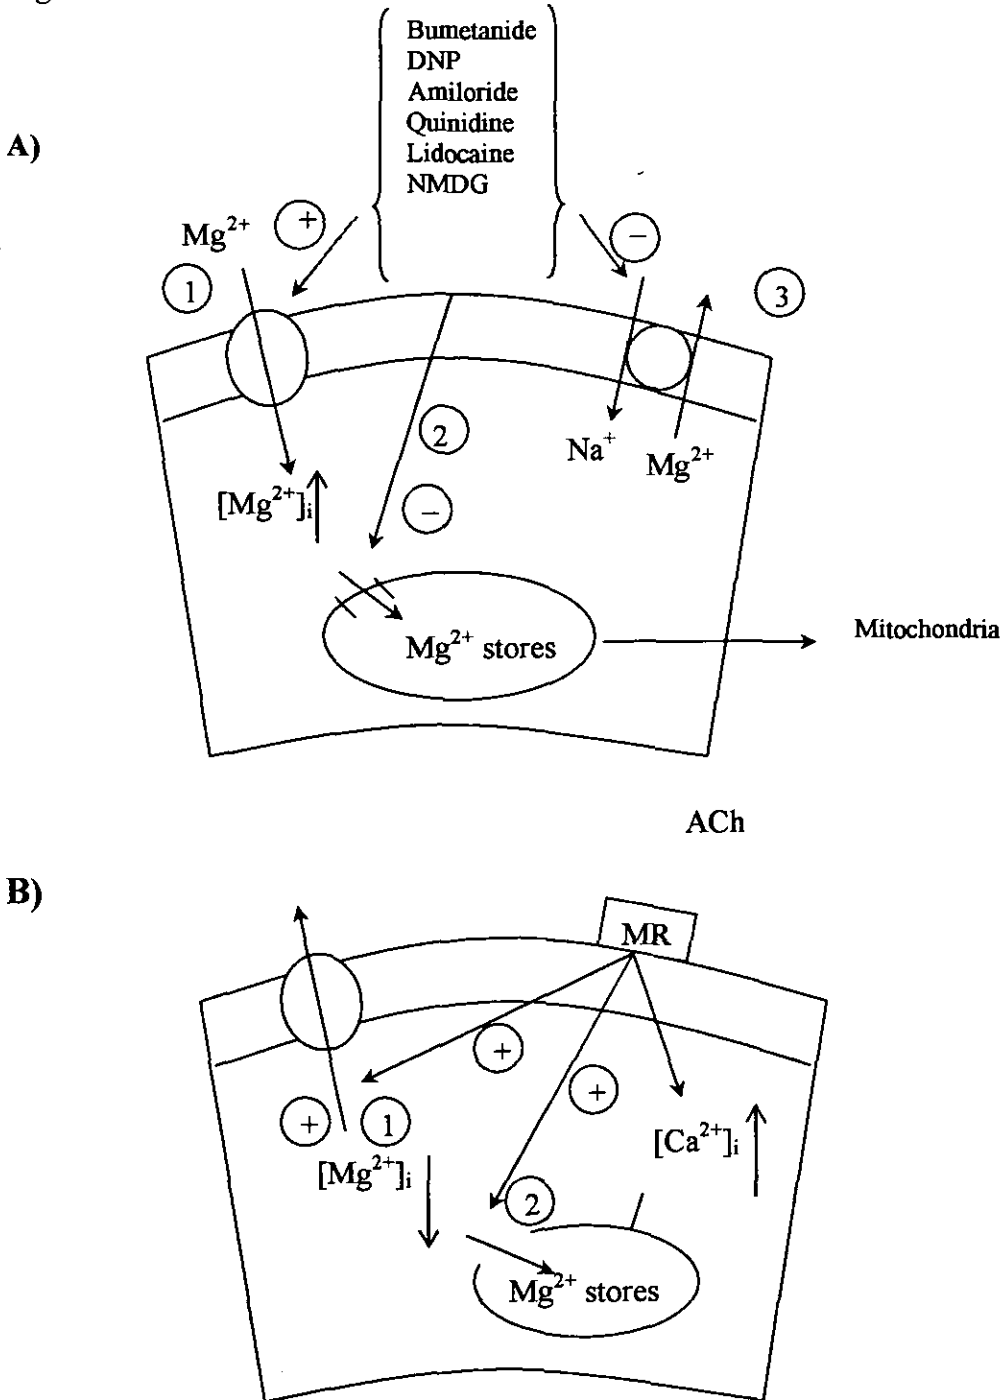 Bumetanide
DNP
Amiloride
Quinidine
Lidocaine
NMDG
A)
Mg²⁺
+
−
1
3
2
Na⁺
Mg²⁺
[Mg²⁺]ᵢ
−
Mg²⁺ stores
Mitochondria
ACh
B)
MR
+
+
+
1
[Ca²⁺]ᵢ
[Mg²⁺]ᵢ
2
Mg²⁺ stores